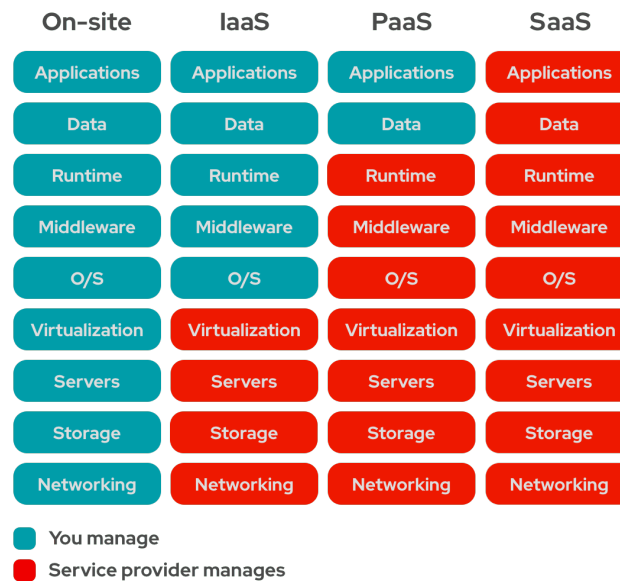 On-site IaaS PaaS SaaS
Applications Applications Applications Applications
Data Data Data Data
Runtime Runtime Runtime Runtime
Middleware Middleware Middleware Middleware
O/S O/S O/S O/S
Virtualization Virtualization Virtualization Virtualization
Servers Servers Servers Servers
Storage Storage Storage Storage
Networking Networking Networking Networking
You manage
Service provider manages